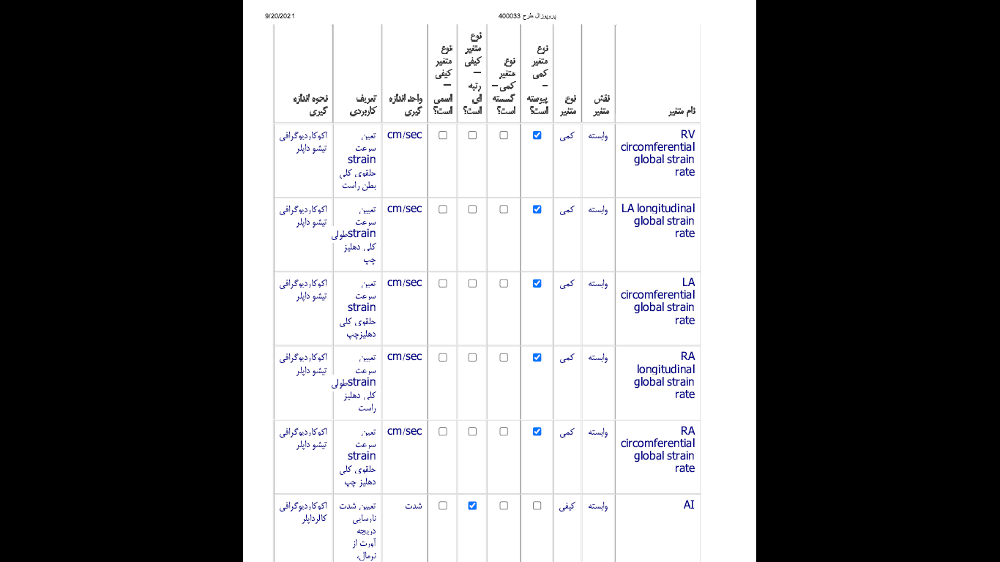 9/20/2021
پروپوزال طرح 400033
نام متغیر
نقش
متغیر
نوع
متغیر
نوع
متغیر
کمی
–
پیوسته
است؟
نوع
متغیر
کمی –
گسسته
است؟
نوع
متغیر
کیفی
—
رتبه
ای
است؟
نوع
متغیر
کیفی
—
اسمی
است؟
واحد اندازه
گیری
تعریف
کاربردی
نحوه اندازه
گیری
RV
circomferential
global strain
rate
وابسته
کمی
cm/sec
تعین
سرعت
strain
حلقوی کلی
بطن راست
اکوکاردیوگرافی
تیشو داپلر
LA longitudinal
global strain
rate
وابسته
کمی
cm/sec
تعیین
سرعت
strainطولی
کلی دهلیز
چپ
اکوکاردیوگرافی
تیشو داپلر
LA
circomferential
global strain
rate
وابسته
کمی
cm/sec
تعین
سرعت
strain
حلقوی کلی
دهلیزچپ
اکوکاردیوگرافی
تیشو داپلر
RA
longitudinal
global strain
rate
وابسته
کمی
cm/sec
تعیین
سرعت
strainطولی
کلی دهلیز
راست
اکوکاردیوگرافی
تیشو داپلر
RA
circomferential
global strain
rate
وابسته
کمی
cm/sec
تعین
سرعت
strain
حلقوی کلی
دهلیز چپ
اکوکاردیوگرافی
تیشو داپلر
AI
وابسته
کیفی
شدت
تعیین شدت
نارسایی
دریچه
آورت از
نرمال،
اکوکاردیوگرافی
کالرداپلر